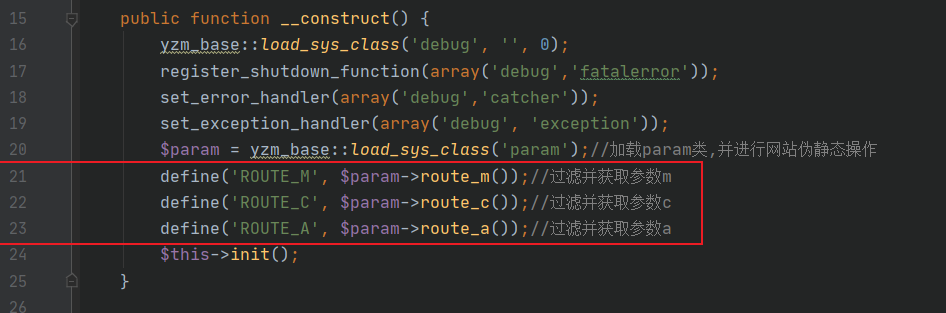 15 public function __construct() {
16 yzm_base::load_sys_class('debug', '', 0);
17 register_shutdown_function(array('debug','fatalerror'));
18 set_error_handler(array('debug','catcher'));
19 set_exception_handler(array('debug', 'exception'));
20 $param = yzm_base::load_sys_class('param');//加载param类,并进行网站伪静态操作
21 define('ROUTE_M', $param->route_m());//过滤并获取参数m
22 define('ROUTE_C', $param->route_c());//过滤并获取参数c
23 define('ROUTE_A', $param->route_a());//过滤并获取参数a
24 $this->init();
25 }
26